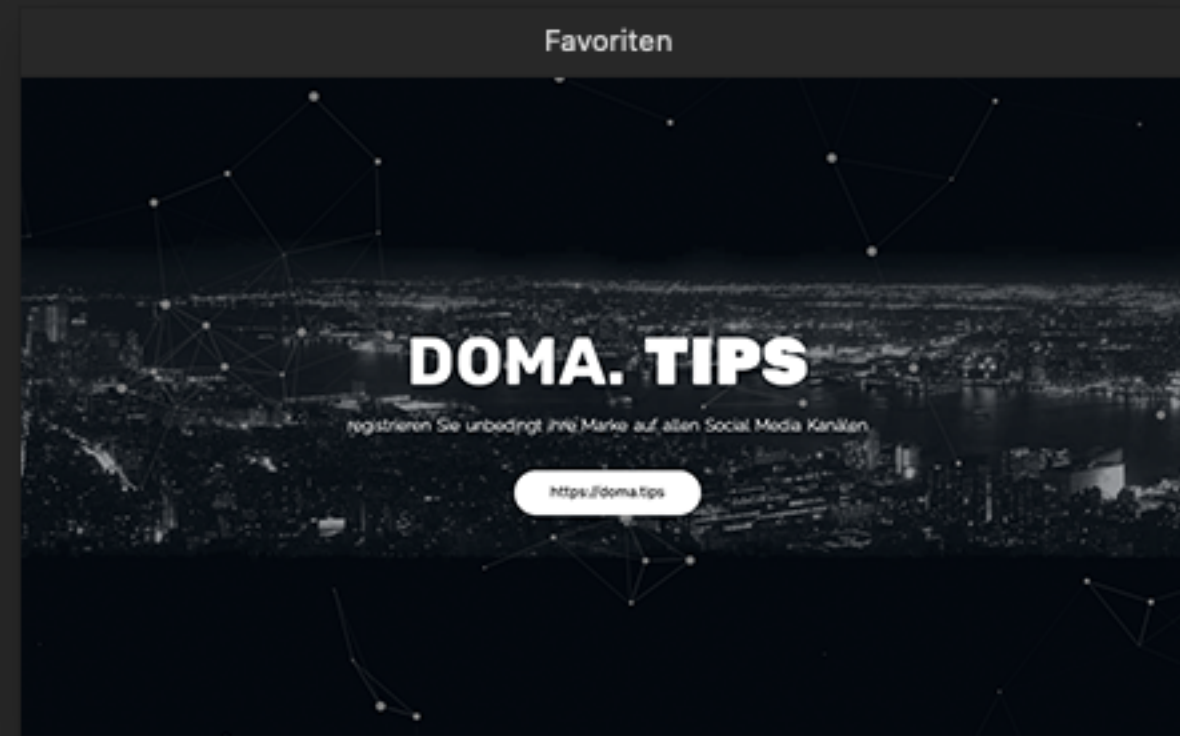 Favoriten
DOMA. TIPS
registrieren Sie unbedingt ihre Marke auf allen Social Media Kanälen
https://doma.tips